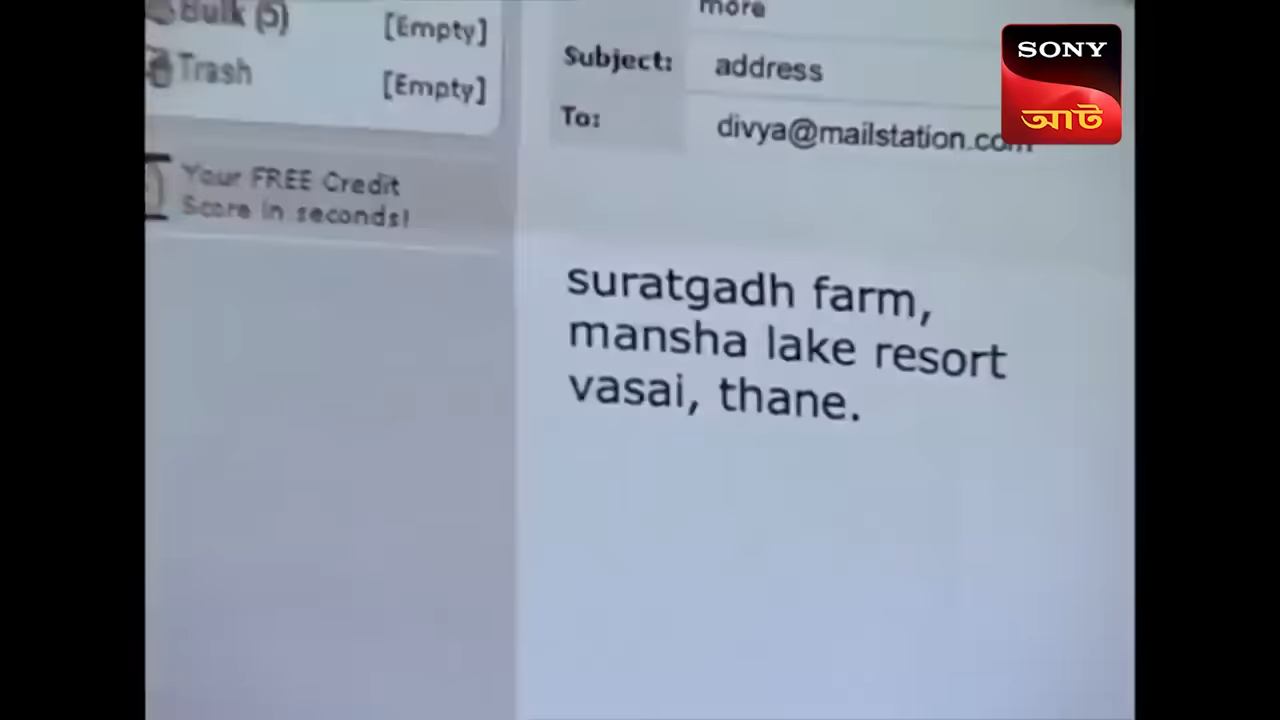 Bulk (5) [Empty]
Trash [Empty]
Your FREE Credit
Score in seconds!
more
Subject: address
To: divya@mailstation.com
suratgadh farm,
mansha lake resort
vasai, thane.
SONY
আট